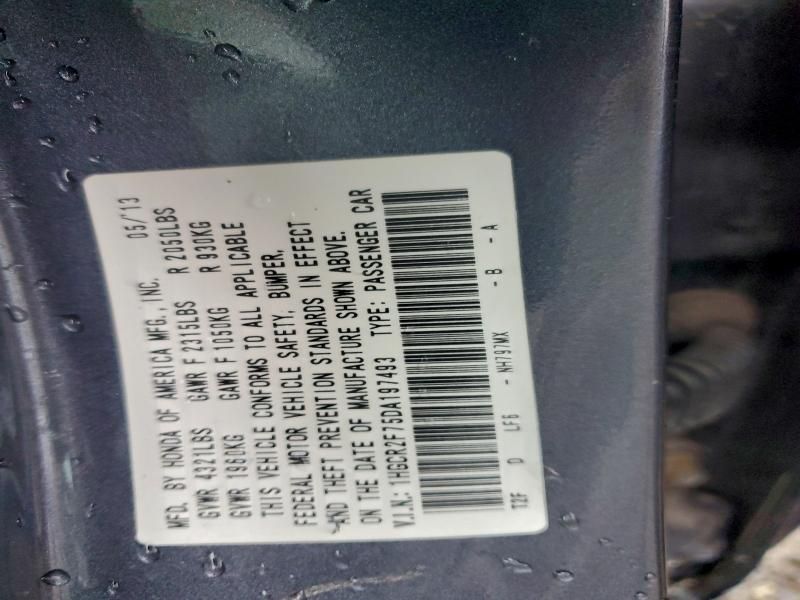 MFD. BY HONDA OF AMERICA MFG., INC. 05/'13
GVWR 4321LBS GAWR F 2315LBS R 2050LBS
GVWR 1960KG GAWR F 1050KG R 930KG
THIS VEHICLE CONFORMS TO ALL APPLICABLE
FEDERAL MOTOR VEHICLE SAFETY, BUMPER,
AND THEFT PREVENTION STANDARDS IN EFFECT
ON THE DATE OF MANUFACTURE SHOWN ABOVE.
V.I.N.: 1HGCR2F75DA197493 TYPE: PASSENGER CAR
T2F D LF6 - NH797MX - B - A